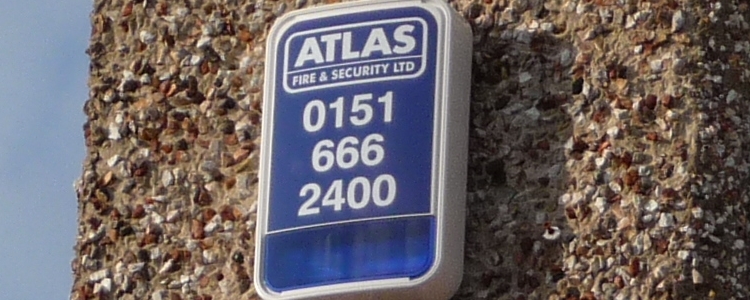 ATLAS
FIRE & SECURITY LTD
0151
666
2400